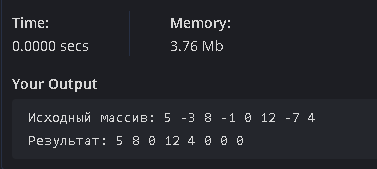 Time:
Memory:
0.0000 secs
3.76 Mb
Your Output
Исходный массив: 5 -3 8 -1 0 12 -7 4
Результат: 5 8 0 12 4 0 0 0